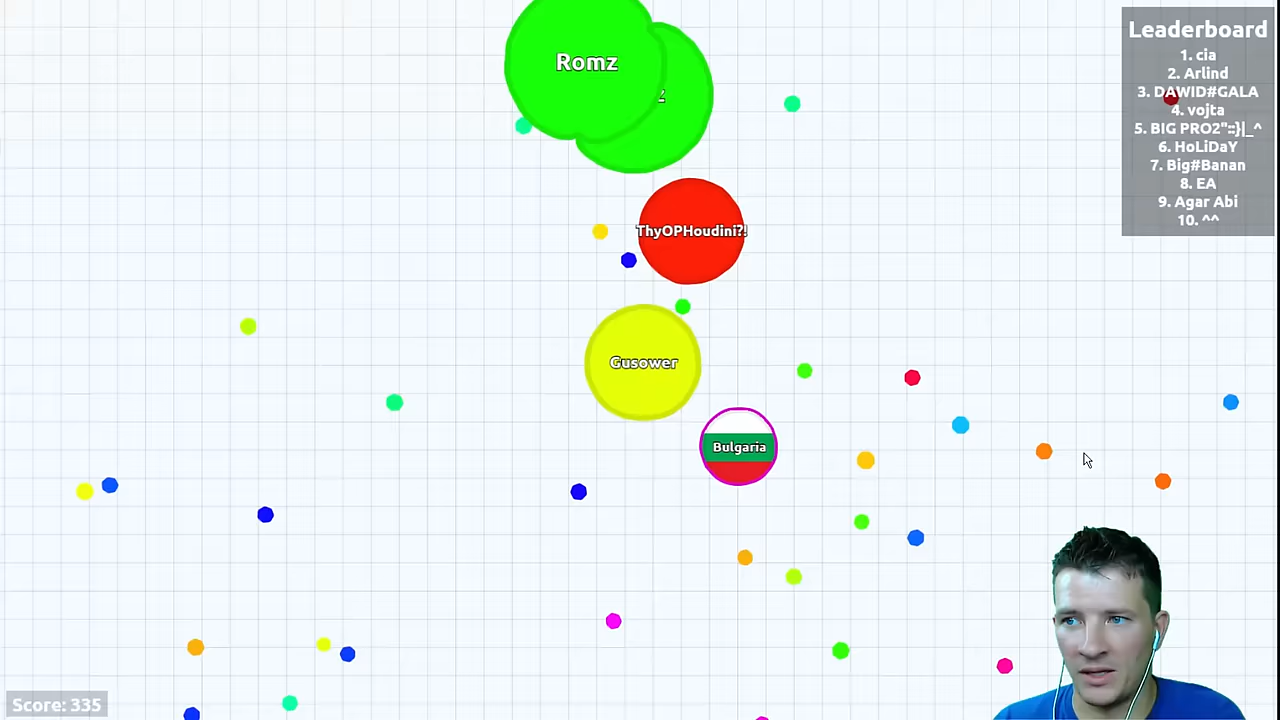 Romz
z
ThyOPHoudini?!
Gusower
Bulgaria
Leaderboard
1. cia
2. Arlind
3. DAWID#GALA
4. vojta
5. BIG PRO2"::}|_^
6. HoLiDaY
7. Big#Banan
8. EA
9. Agar Abi
10. ^^
Score: 335